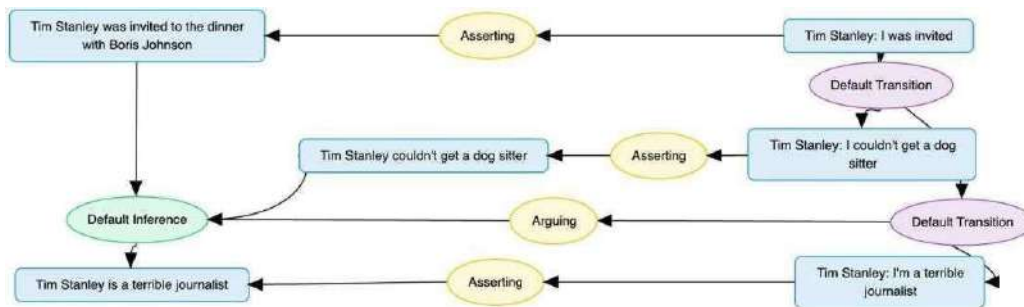 Tim Stanley was invited to the dinner
with Boris Johnson
Asserting
Tim Stanley: I was invited
Default Transition
Tim Stanley couldn't get a dog sitter
Asserting
Tim Stanley: I couldn't get a dog
sitter
Default Inference
Arguing
Default Transition
Tim Stanley is a terrible journalist
Asserting
Tim Stanley: I'm a terrible
journalist